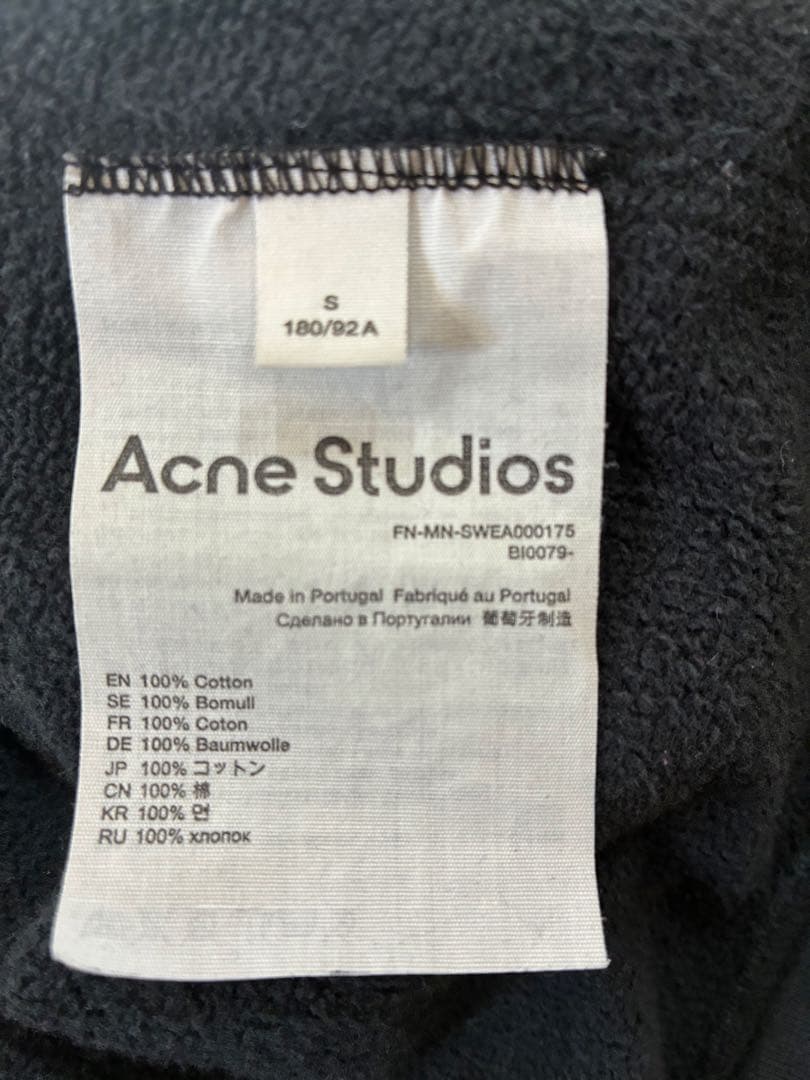 S
180/92A
Acne Studios
FN-MN-SWEA000175
BI0079-
Made in Portugal Fabriqué au Portugal
Сделано в Португалии 葡萄牙制造
EN 100% Cotton
SE 100% Bomull
FR 100% Coton
DE 100% Baumwolle
JP 100% コットン
CN 100% 棉
KR 100% 면
RU 100% хлопок